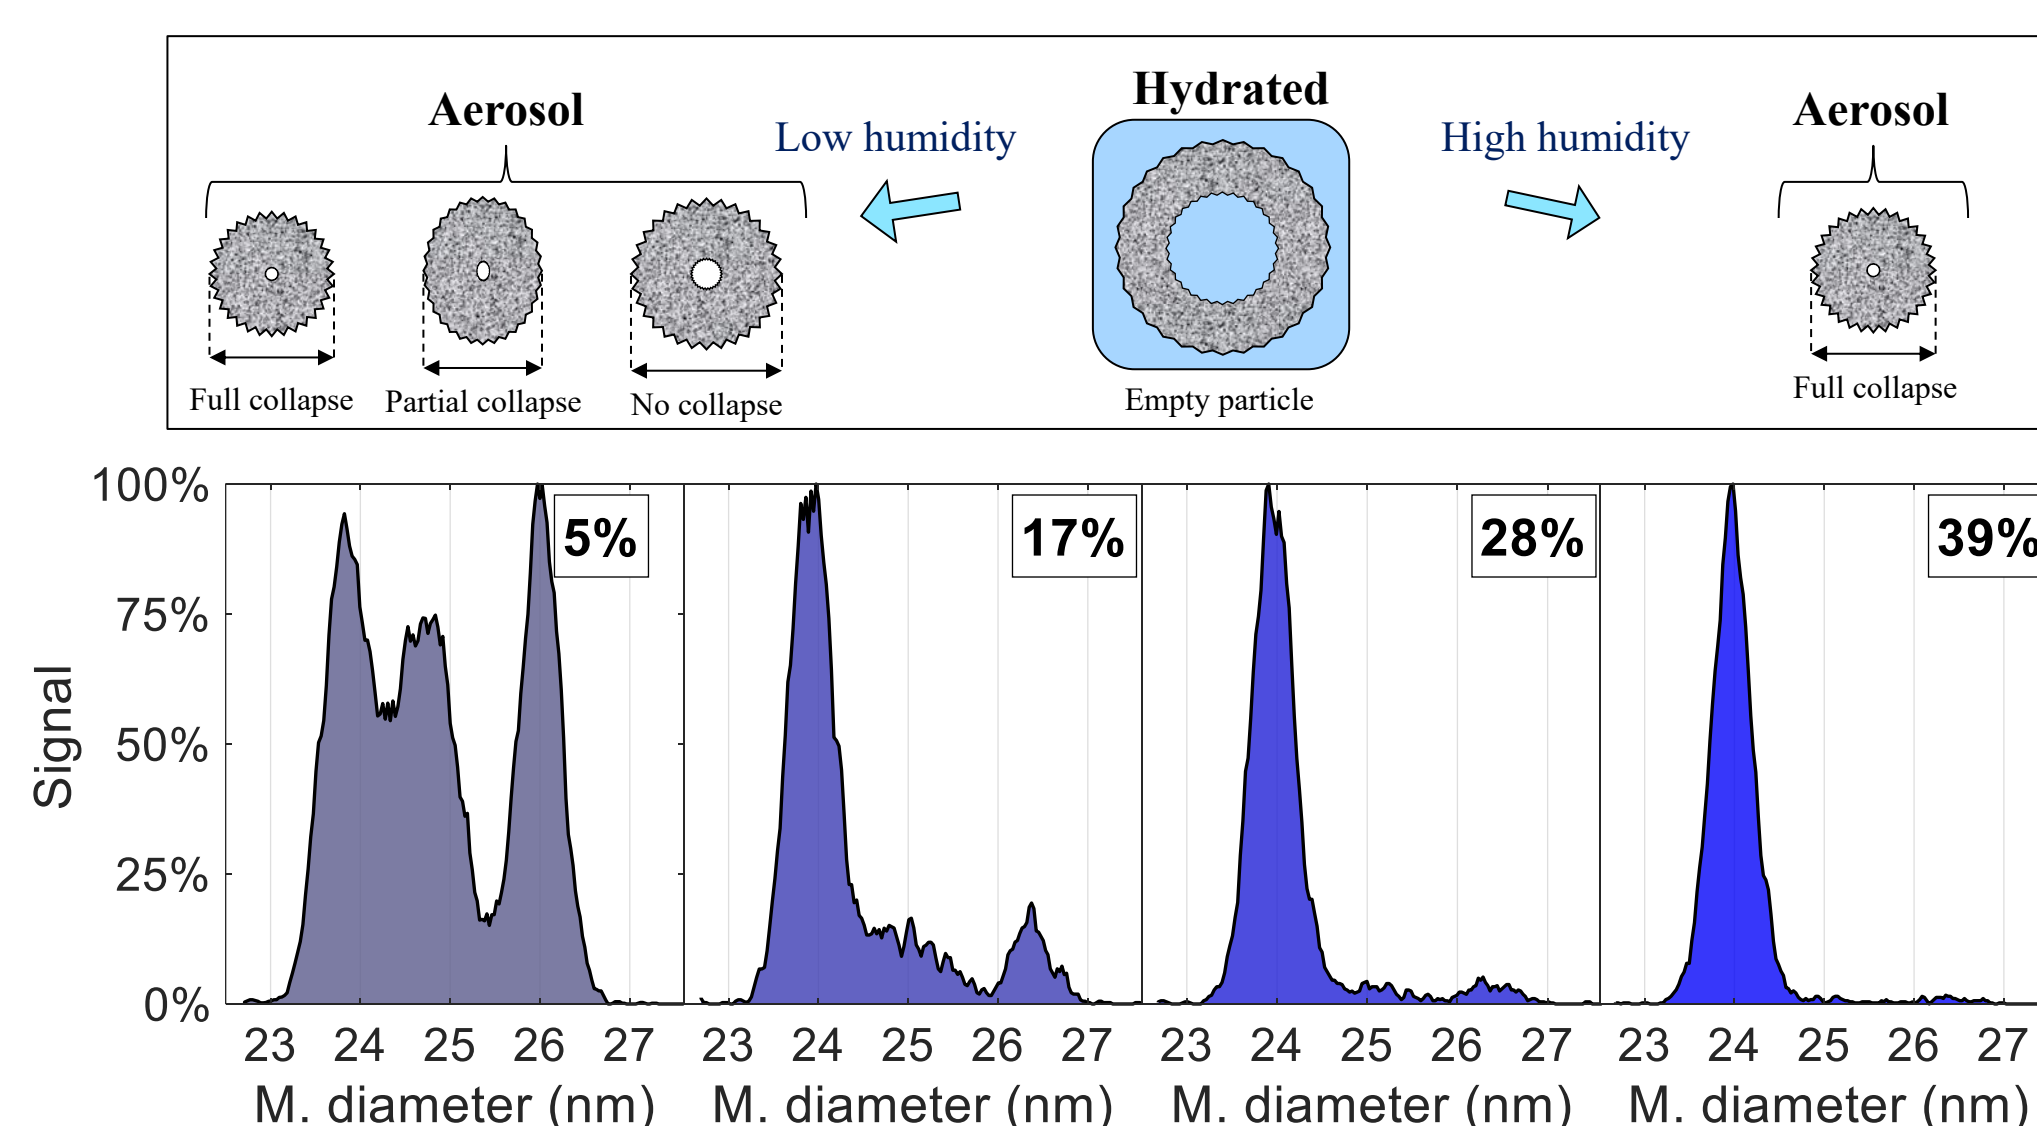 Aerosol
Low humidity
Hydrated
High humidity
Aerosol
Full collapse
Partial collapse
No collapse
Empty particle
Full collapse
100%
75%
50%
25%
0%
Signal
5%
17%
28%
39%
23 24 25 26 27
23 24 25 26 27
23 24 25 26 27
23 24 25 26 27
M. diameter (nm)
M. diameter (nm)
M. diameter (nm)
M. diameter (nm)